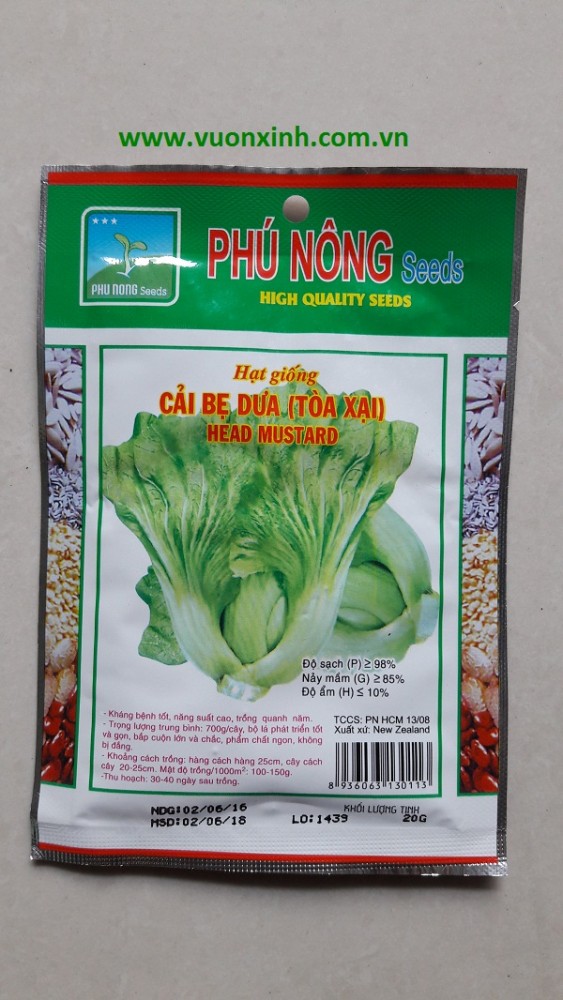 www.vuonxinh.com.vn
PHU NONG Seeds
PHÚ NÔNG Seeds
HIGH QUALITY SEEDS
Hạt giống
CẢI BẸ DƯA (TÒA XẠI)
HEAD MUSTARD
Độ sạch (P) ≥ 98%
Nảy mầm (G) ≥ 85%
Độ ẩm (H) ≤ 10%
- Kháng bệnh tốt, năng suất cao, trồng quanh năm.
- Trọng lượng trung bình: 700g/cây, bộ lá phát triển tốt
và gọn, bắp cuộn lớn và chắc, phẩm chất ngon, không
bị đắng.
- Khoảng cách trồng: hàng cách hàng 25cm, cây cách
cây 20-25cm. Mật độ trồng/1000m²: 100-150g.
-Thu hoạch: 30-40 ngày sau trồng.
TCCS: PN HCM 13/08
Xuất xứ: New Zealand
8 936063 130113
NDG:02/06/16
HSD:02/06/18
LO:1439
KHỐI LƯỢNG TỊNH
20G